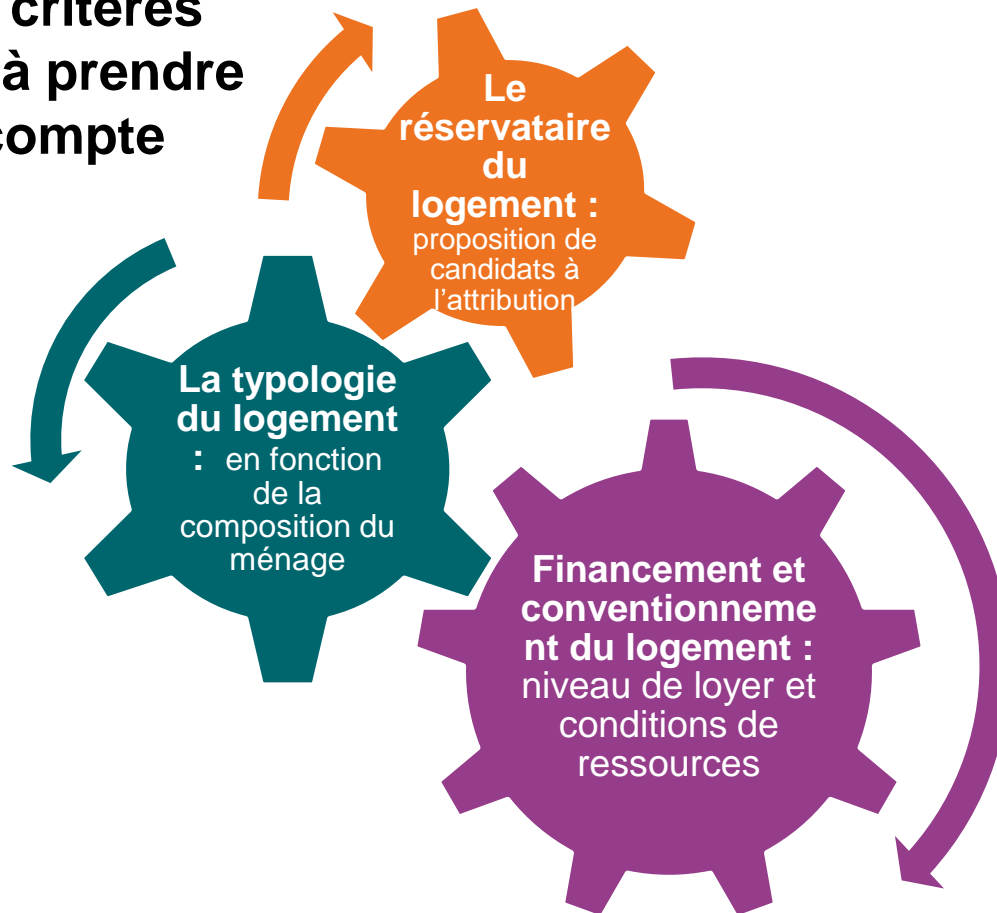 critères
à prendre
compte
Le
réservataire
du
logement :
proposition de
candidats à
l'attribution
La typologie
du logement
: en fonction
de la
composition du
ménage
Financement et
conventionneme
nt du logement :
niveau de loyer et
conditions de
ressources